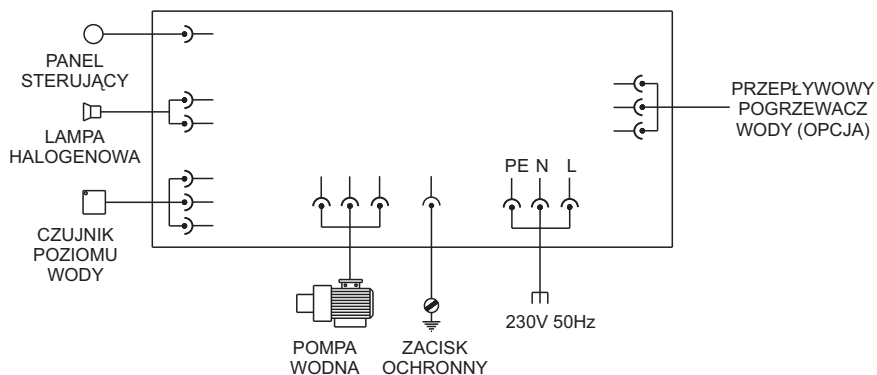 PANEL
STERUJĄCY
LAMPA
HALOGENOWA
CZUJNIK
POZIOMU
WODY
PRZEPŁYWOWY
POGRZEWACZ
WODY (OPCJA)
PE N L
POMPA
WODNA
ZACISK
OCHRONNY
230V 50Hz